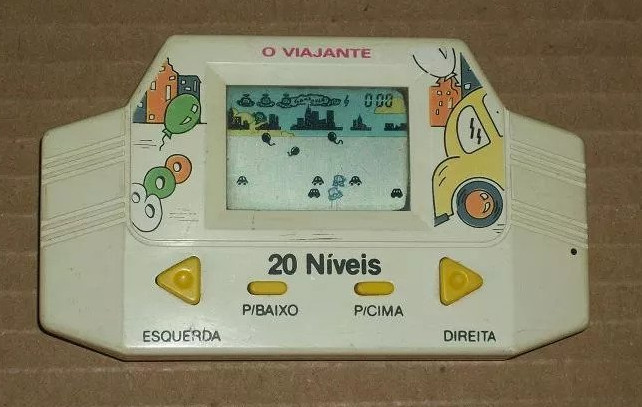 O VIAJANTE
000
20 Níveis
P/BAIXO
P/CIMA
ESQUERDA
DIREITA